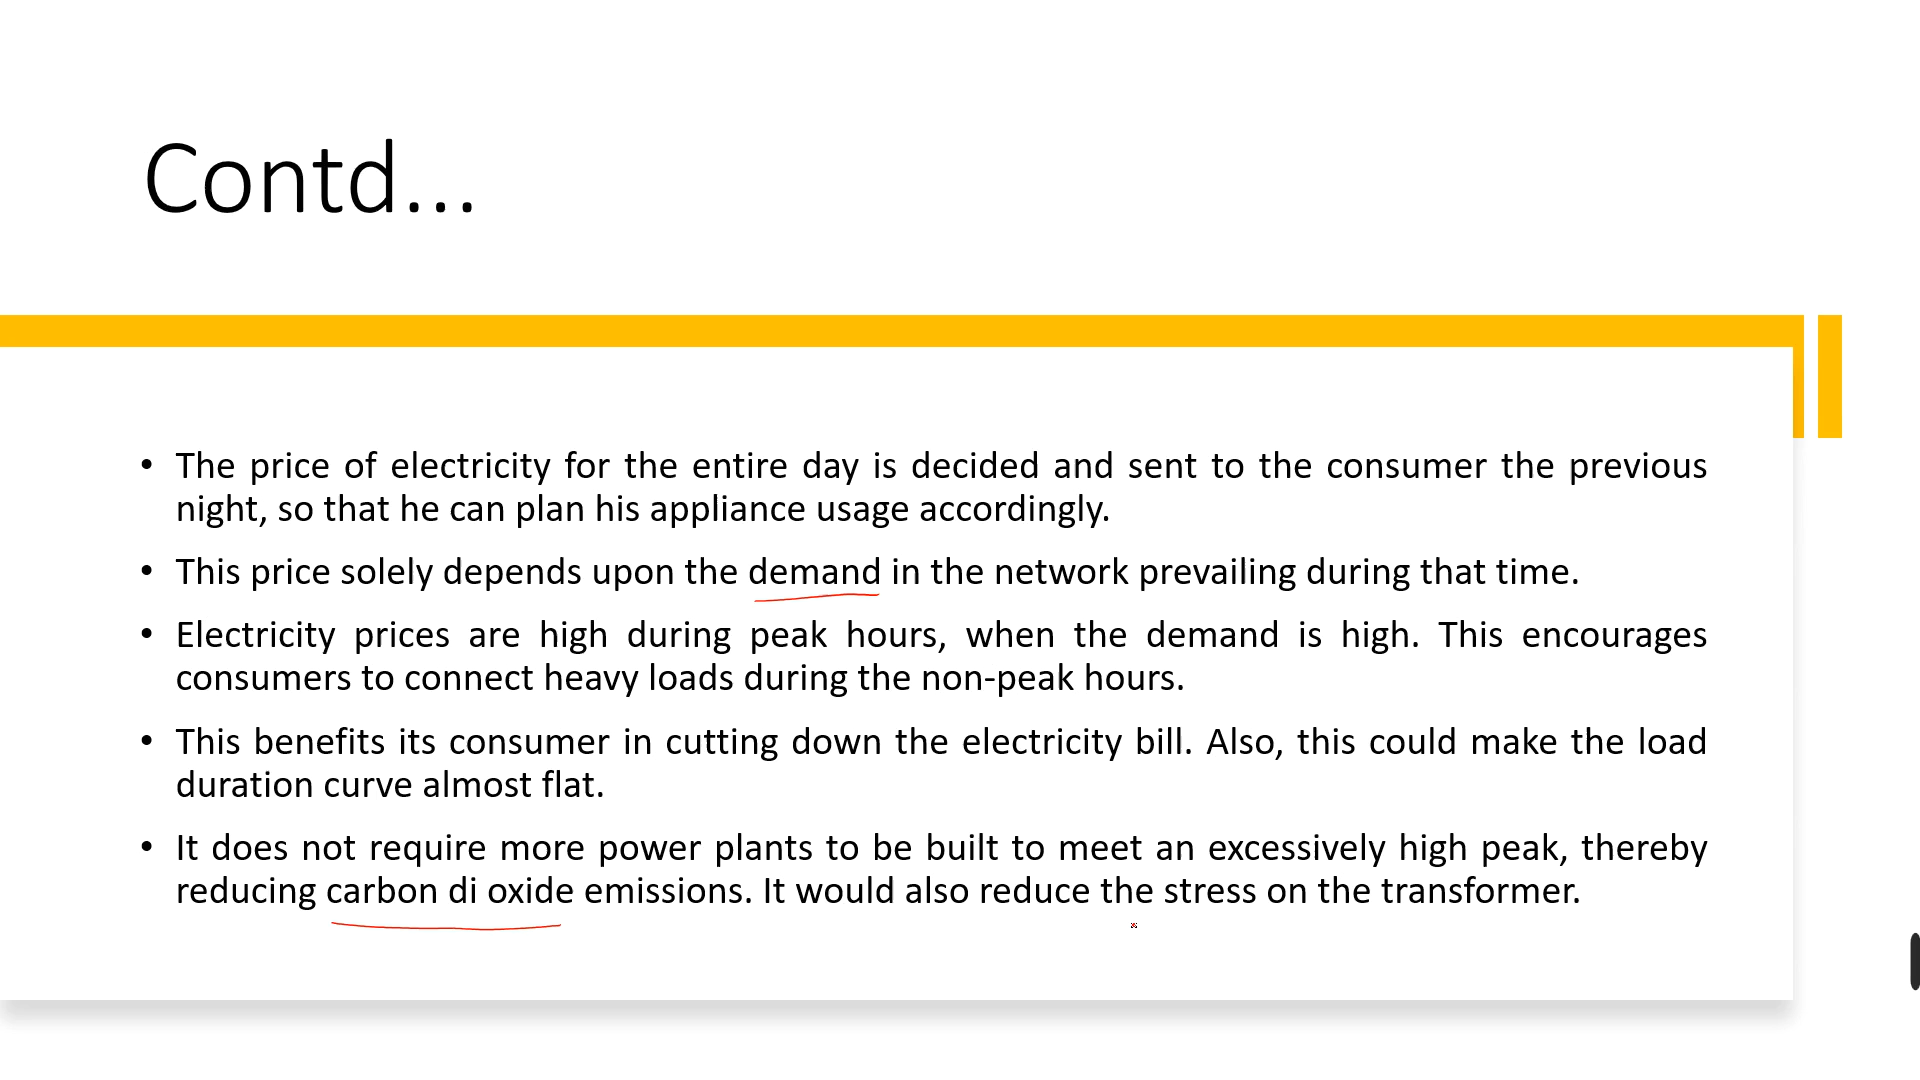 Contd...
• The price of electricity for the entire day is decided and sent to the consumer the previous
night, so that he can plan his appliance usage accordingly.
• This price solely depends upon the demand in the network prevailing during that time.
• Electricity prices are high during peak hours, when the demand is high. This encourages
consumers to connect heavy loads during the non-peak hours.
• This benefits its consumer in cutting down the electricity bill. Also, this could make the load
duration curve almost flat.
• It does not require more power plants to be built to meet an excessively high peak, thereby
reducing carbon di oxide emissions. It would also reduce the stress on the transformer.